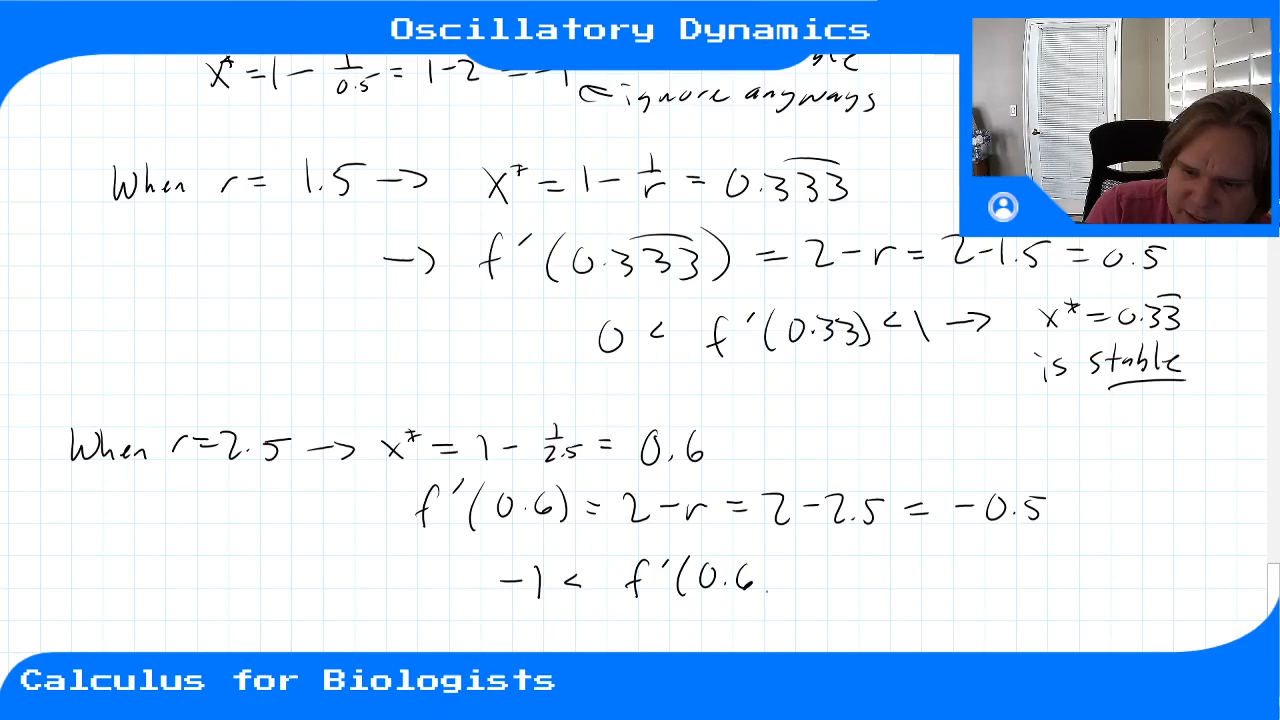 Oscillatory Dynamics
x* = 1 - 1/0.5 = 1-2 = -1
← ignore anyways
When r = 1.5 → x* = 1 - 1/r = 0.333
→ f'(0.333) = 2-r = 2-1.5 = 0.5
0 < f'(0.33) < 1 → x* = 0.33
is stable
When r=2.5 → x* = 1 - 1/2.5 = 0.6
f'(0.6) = 2-r = 2-2.5 = -0.5
-1 < f'(0.6
Calculus for Biologists